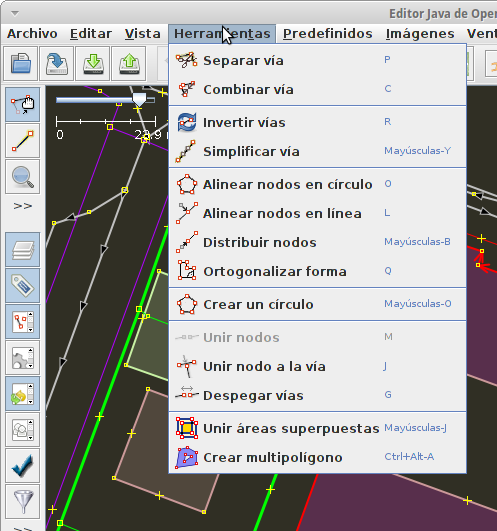 Editor Java de Oper
Archivo Editar Vista Herramientas Predefinidos Imágenes Vent
Separar vía P
Combinar vía C
Invertir vías R
Simplificar vía Mayúsculas-Y
Alinear nodos en círculo O
Alinear nodos en línea L
Distribuir nodos Mayúsculas-B
Ortogonalizar forma Q
Crear un círculo Mayúsculas-O
Unir nodos M
Unir nodo a la vía J
Despegar vías G
Unir áreas superpuestas Mayúsculas-J
Crear multipolígono Ctrl+Alt-A
0
>>
>>